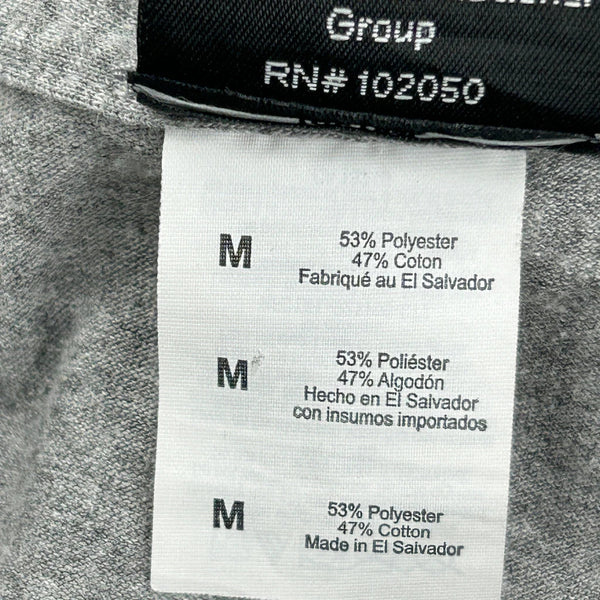 Group
RN# 102050
M
53% Polyester
47% Coton
Fabriqué au El Salvador
M
53% Poliéster
47% Algodón
Hecho en El Salvador
con insumos importados
M
53% Polyester
47% Cotton
Made in El Salvador